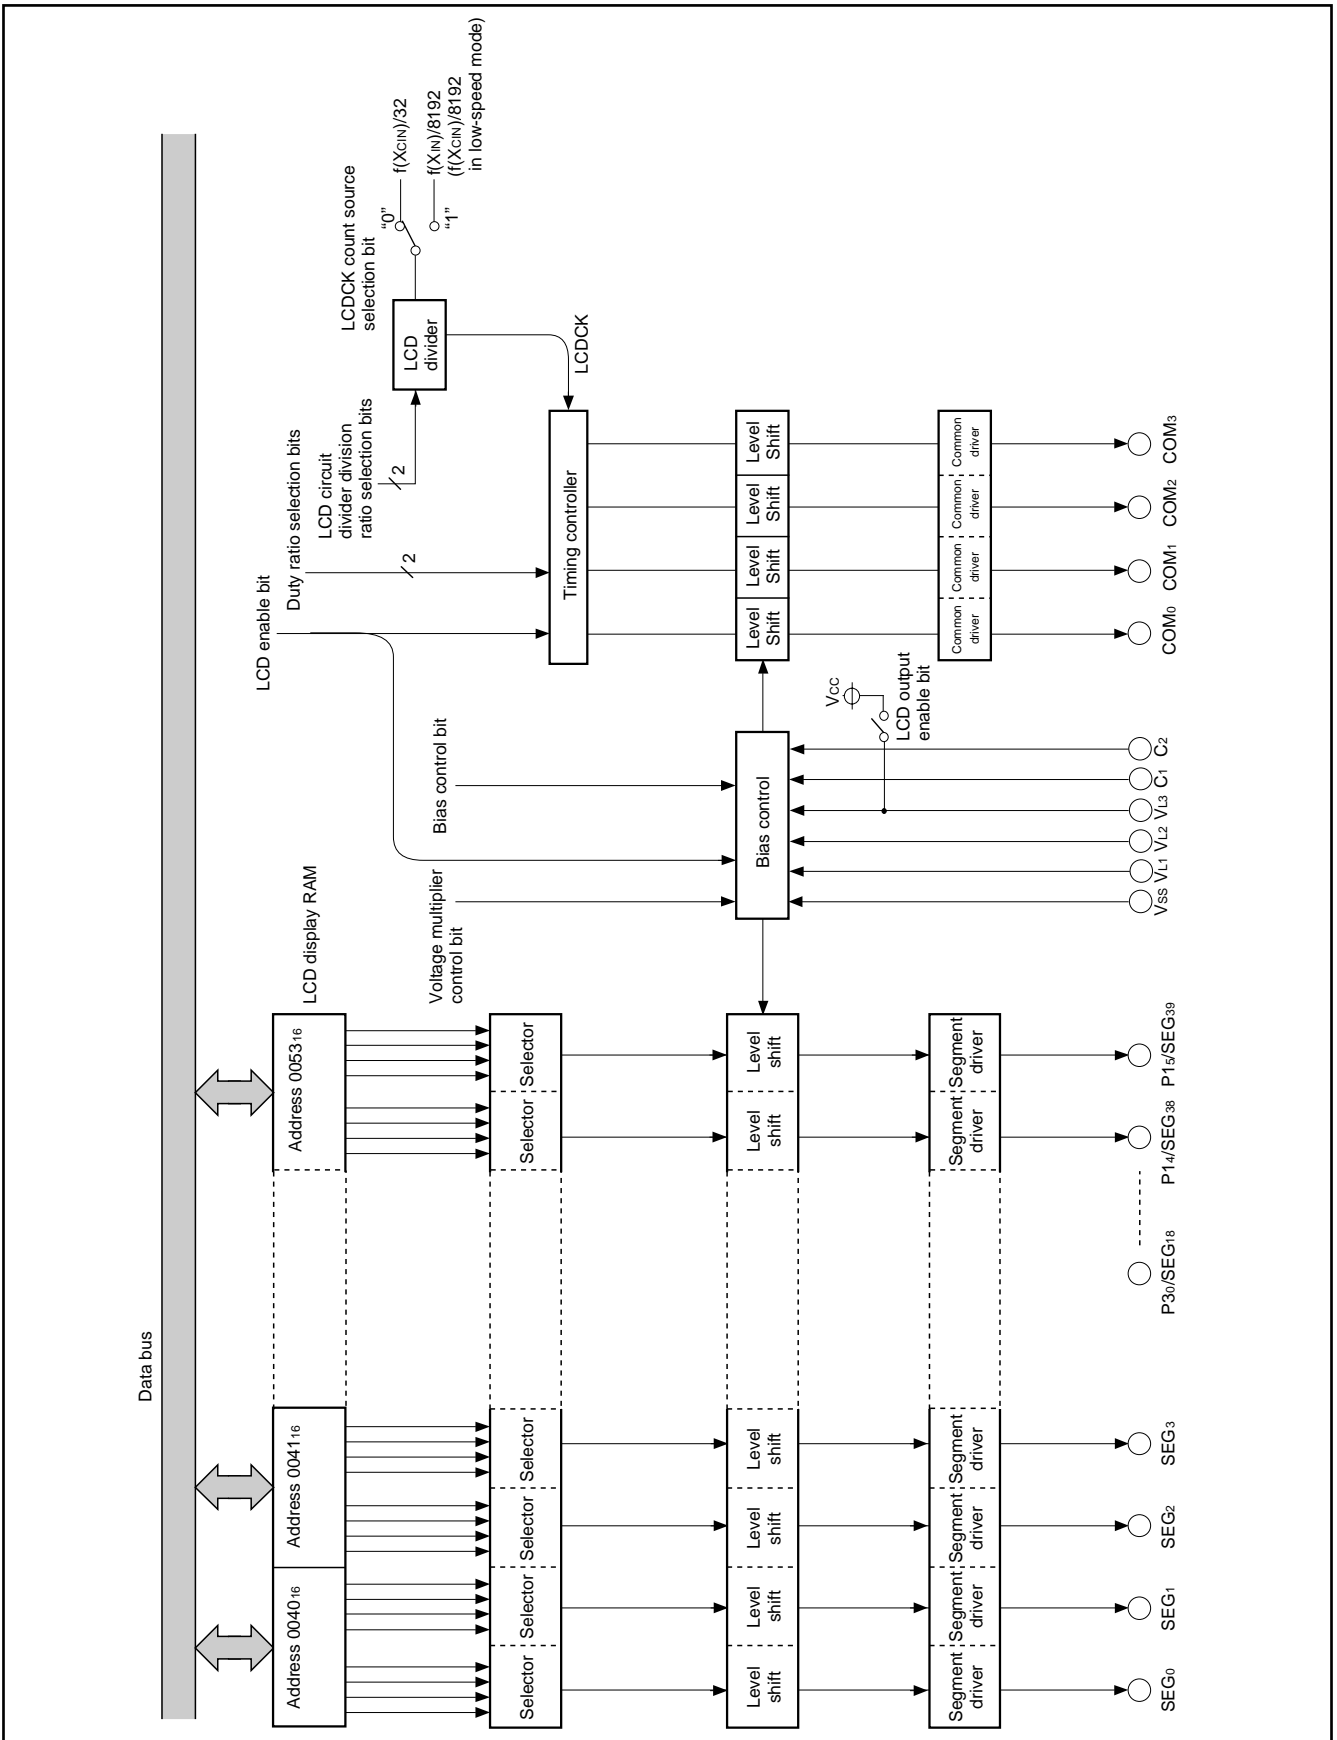 Data bus
LCD display RAM
Address 004016
Address 004116
Address 005316
Selector
Selector
Selector
Selector
Selector
Selector
Level
shift
Level
shift
Level
shift
Level
shift
Level
shift
Level
shift
Segment
driver
Segment
driver
Segment
driver
Segment
driver
Segment
driver
Segment
driver
SEG0
SEG1
SEG2
SEG3
P30/SEG18
P14/SEG38
P15/SEG39
Voltage multiplier
control bit
Bias control bit
LCD enable bit
Duty ratio selection bits
2
LCD circuit
divider division
ratio selection bits
2
LCDCK count source
selection bit
“0”
“1”
f(XCIN)/32
f(XIN)/8192
(f(XCIN)/8192
in low-speed mode)
LCD
divider
LCDCK
Timing controller
Bias control
VCC
LCD output
enable bit
VSS
VL1
VL2
VL3
C1
C2
Level
Shift
Level
Shift
Level
Shift
Level
Shift
Common
driver
Common
driver
Common
driver
Common
driver
COM0
COM1
COM2
COM3